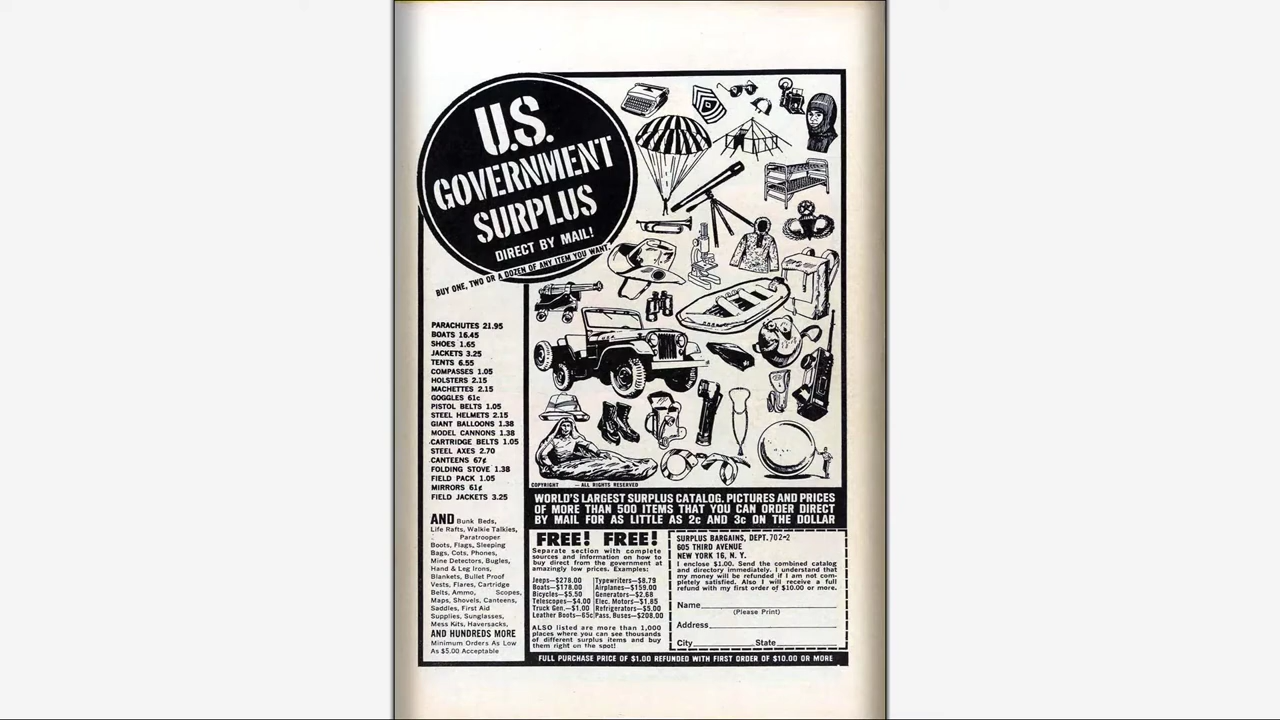 U.S.
GOVERNMENT
SURPLUS
DIRECT BY MAIL!
BUY ONE, TWO OR A DOZEN OF ANY ITEM YOU WANT.
PARACHUTES 21.95
BOATS 16.45
SHOES 1.65
JACKETS 3.25
TENTS 6.55
COMPASSES 1.05
HOLSTERS 2.15
MACHETTES 2.15
GOGGLES 61c
PISTOL BELTS 1.05
STEEL HELMETS 2.15
GIANT BALLOONS 1.38
MODEL CANNONS 1.38
CARTRIDGE BELTS 1.05
STEEL AXES 2.70
CANTEENS 67¢
FOLDING STOVE 1.38
FIELD PACK 1.05
MIRRORS 61¢
FIELD JACKETS 3.25
AND Bunk Beds,
Life Rafts, Walkie Talkies,
Paratrooper
Boots, Flags, Sleeping
Bags, Cots, Phones,
Mine Detectors, Bugles,
Hand & Leg Irons,
Blankets, Bullet Proof
Vests, Flares, Cartridge
Belts, Ammo, Scopes,
Maps, Shovels, Canteens,
Saddles, First Aid
Supplies, Sunglasses,
Mess Kits, Haversacks,
AND HUNDREDS MORE
Minimum Orders As Low
As $5.00 Acceptable
COPYRIGHT — ALL RIGHTS RESERVED
WORLD'S LARGEST SURPLUS CATALOG. PICTURES AND PRICES
OF MORE THAN 500 ITEMS THAT YOU CAN ORDER DIRECT
BY MAIL FOR AS LITTLE AS 2c AND 3c ON THE DOLLAR
FREE! FREE!
Separate section with complete
sources and information on how to
buy direct from the government at
amazingly low prices. Examples:
Jeeps—$278.00
Boats—$178.00
Bicycles—$5.50
Telescopes—$4.00
Truck Gen.—$1.00
Leather Boots—65c
Typewriters—$8.79
Airplanes—$159.00
Generators—$2.68
Elec. Motors—$1.85
Refrigerators—$5.00
Pass. Buses—$208.00
ALSO listed are more than 1,000
places where you can see thousands
of different surplus items and buy
them right on the spot!
SURPLUS BARGAINS, DEPT. 702-2
605 THIRD AVENUE
NEW YORK 16, N. Y.
I enclose $1.00. Send the combined catalog
and directory immediately. I understand that
my money will be refunded if I am not com-
pletely satisfied. Also I will receive a full
refund with my first order of $10.00 or more.
Name
(Please Print)
Address
City State
FULL PURCHASE PRICE OF $1.00 REFUNDED WITH FIRST ORDER OF $10.00 OR MORE